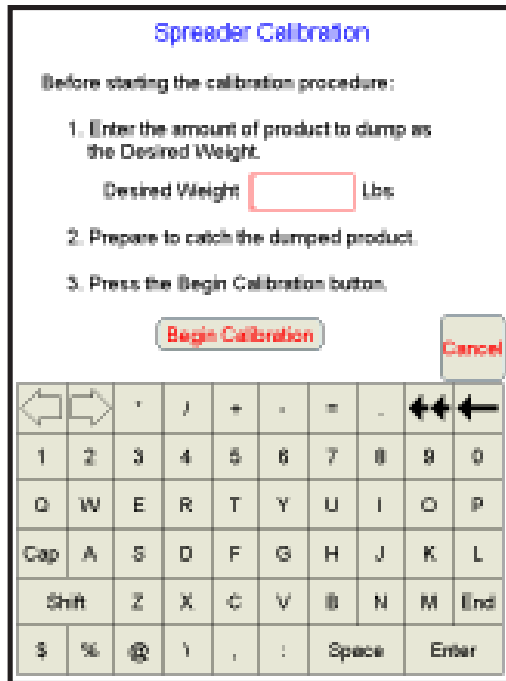 Spreader Calibration
Before starting the calibration procedure:
1. Enter the amount of product to dump as
the Desired Weight.
Desired Weight Lbs
2. Prepare to catch the dumped product.
3. Press the Begin Calibration button.
Begin Calibration
Cancel
/ + - = .
1 2 3 4 5 6 7 8 9 0
Q W E R T Y U I O P
Cap A S D F G H J K L
Shift Z X C V B N M End
$ % @ \ , : Space Enter